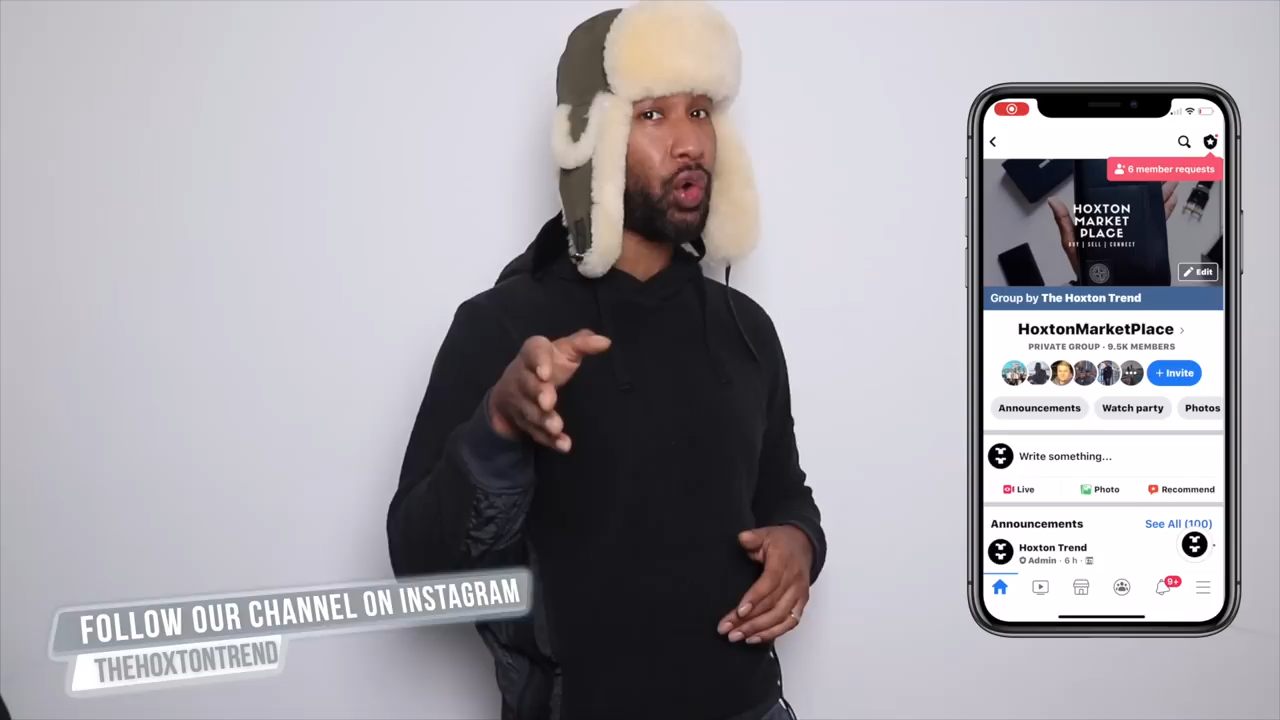 FOLLOW OUR CHANNEL ON INSTAGRAM
THEHOXTONTREND
6 member requests
HOXTON
MARKET
PLACE
BUY | SELL | CONNECT
Edit
Group by The Hoxton Trend
HoxtonMarketPlace
PRIVATE GROUP · 9.5K MEMBERS
+ Invite
Announcements
Watch party
Photos
Write something...
Live
Photo
Recommend
Announcements
See All (100)
Hoxton Trend
Admin · 6 h ·
9+